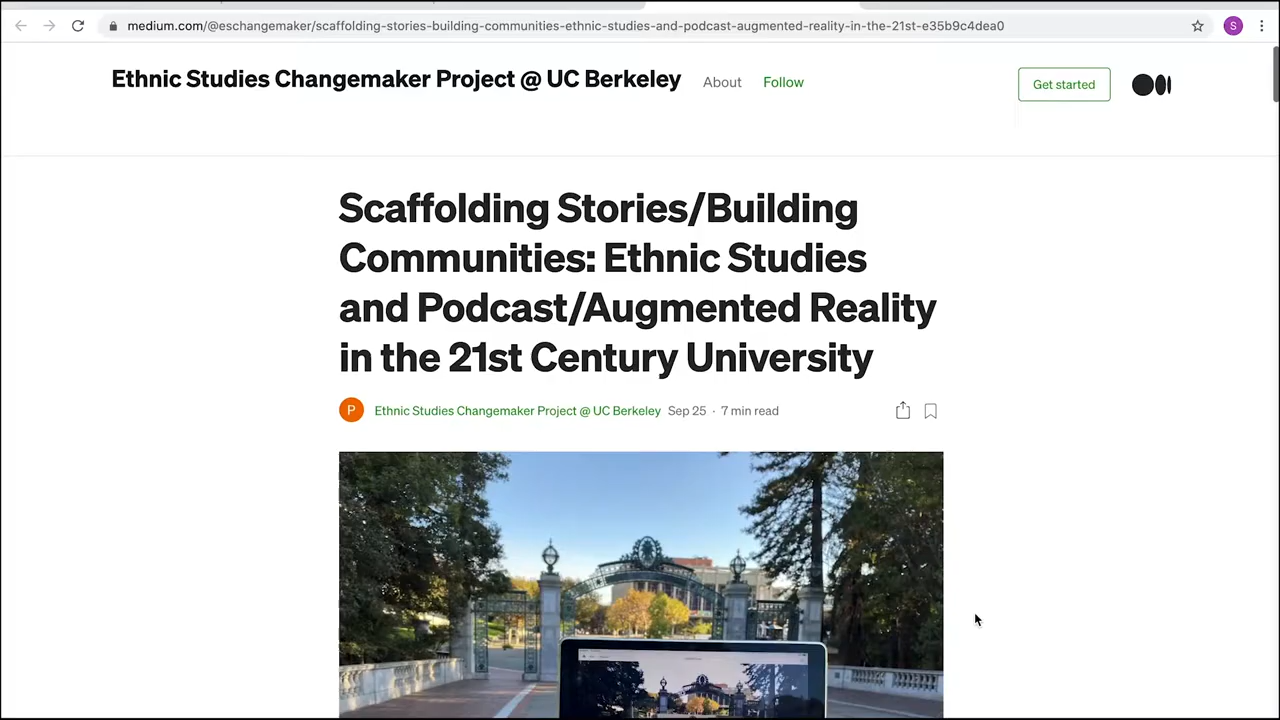 medium.com/@eschangemaker/scaffolding-stories-building-communities-ethnic-studies-and-podcast-augmented-reality-in-the-21st-e35b9c4dea0
S
Ethnic Studies Changemaker Project @ UC Berkeley
About
Follow
Get started
Scaffolding Stories/Building
Communities: Ethnic Studies
and Podcast/Augmented Reality
in the 21st Century University
P
Ethnic Studies Changemaker Project @ UC Berkeley Sep 25 · 7 min read